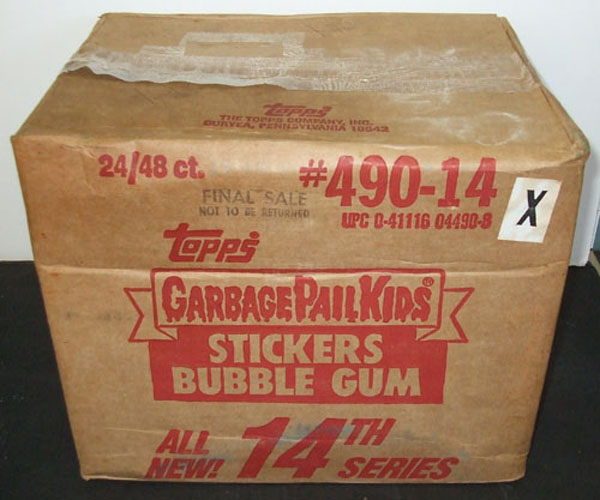 Topps
THE TOPPS COMPANY, INC.
DURYEA, PENNSYLVANIA 18642
24/48 ct.
#490-14
FINAL SALE
NOT TO BE RETURNED
UPC 0-41116 04490-3
X
Topps
GARBAGE PAIL KIDS®
STICKERS
BUBBLE GUM
ALL NEW! 14TH SERIES